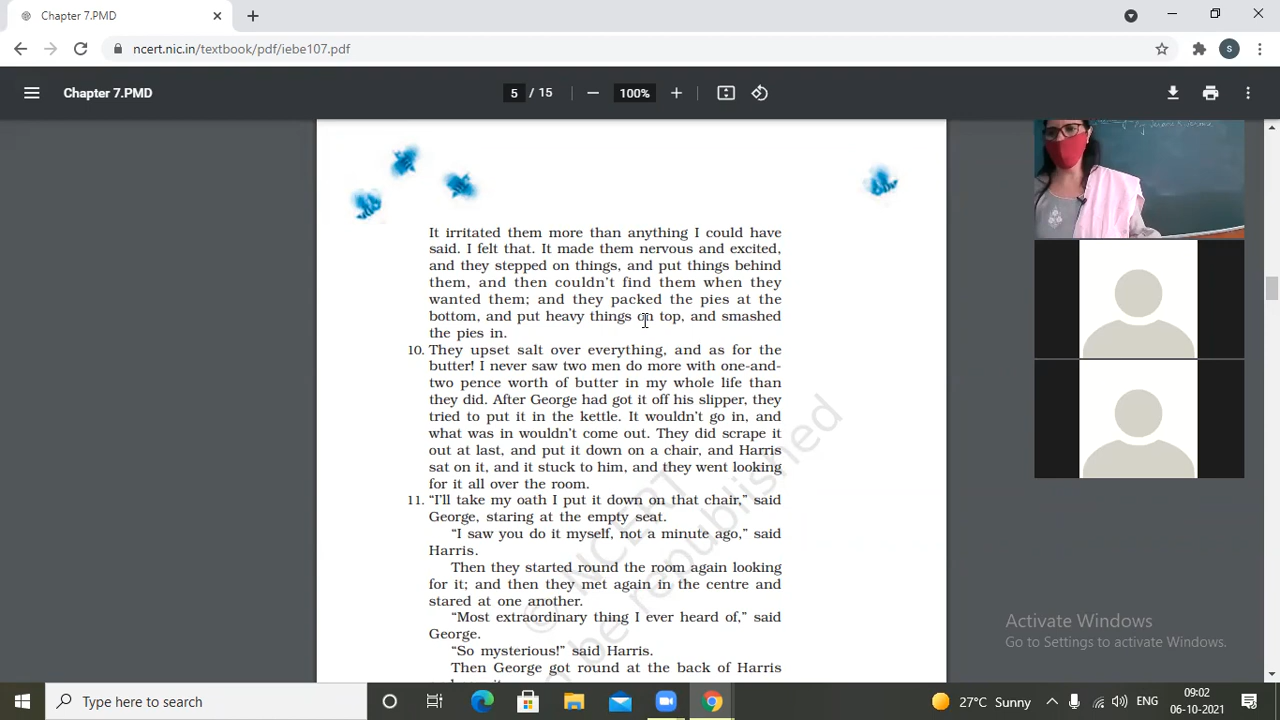 Chapter 7.PMD
ncert.nic.in/textbook/pdf/iebe107.pdf
S
Chapter 7.PMD
5 / 15
100%
It irritated them more than anything I could have
said. I felt that. It made them nervous and excited,
and they stepped on things, and put things behind
them, and then couldn't find them when they
wanted them; and they packed the pies at the
bottom, and put heavy things on top, and smashed
the pies in.
10. They upset salt over everything, and as for the
butter! I never saw two men do more with one-and-
two pence worth of butter in my whole life than
they did. After George had got it off his slipper, they
tried to put it in the kettle. It wouldn't go in, and
what was in wouldn't come out. They did scrape it
out at last, and put it down on a chair, and Harris
sat on it, and it stuck to him, and they went looking
for it all over the room.
11. “I'll take my oath I put it down on that chair,” said
George, staring at the empty seat.
“I saw you do it myself, not a minute ago,” said
Harris.
Then they started round the room again looking
for it; and then they met again in the centre and
stared at one another.
“Most extraordinary thing I ever heard of,” said
George.
“So mysterious!” said Harris.
Then George got round at the back of Harris
© NCERT
be republished
Activate Windows
Go to Settings to activate Windows.
Type here to search
27°C Sunny
ENG
09:02
06-10-2021